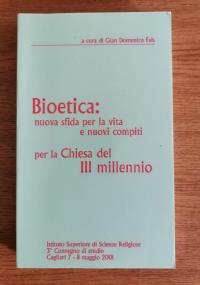 a cura di Gian Domenico Fais
Bioetica:
nuova sfida per la vita
e nuovi compiti
per la Chiesa del
III millennio
Istituto Superiore di Scienze Religiose
3° Convegno di studio
Cagliari 7 - 8 maggio 2001